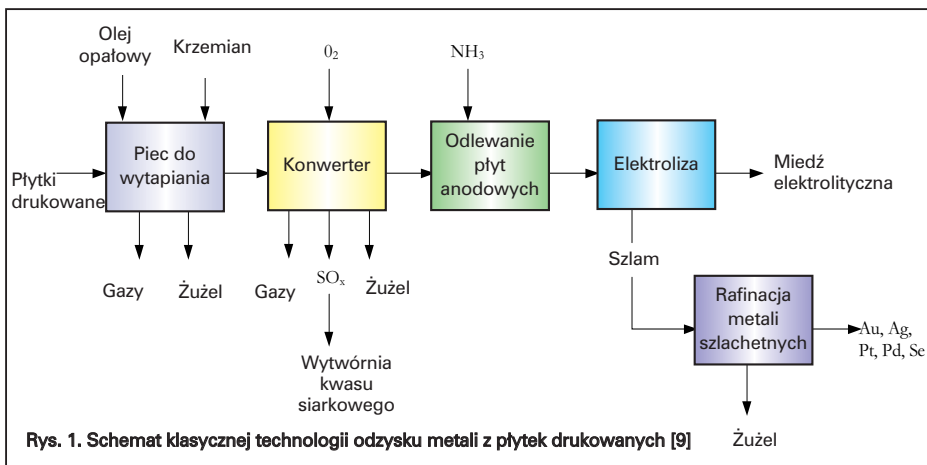 Olej
opałowy
Krzemian
0₂
NH₃
Płytki
drukowane
Piec do
wytapiania
Konwerter
Odlewanie
płyt
anodowych
Elektroliza
Miedź
elektrolityczna
Gazy
Żużel
Gazy
SOₓ
Żużel
Szlam
Wytwórnia
kwasu
siarkowego
Rafinacja
metali
szlachetnych
Au, Ag,
Pt, Pd, Se
Żużel
Rys. 1. Schemat klasycznej technologii odzysku metali z płytek drukowanych [9]